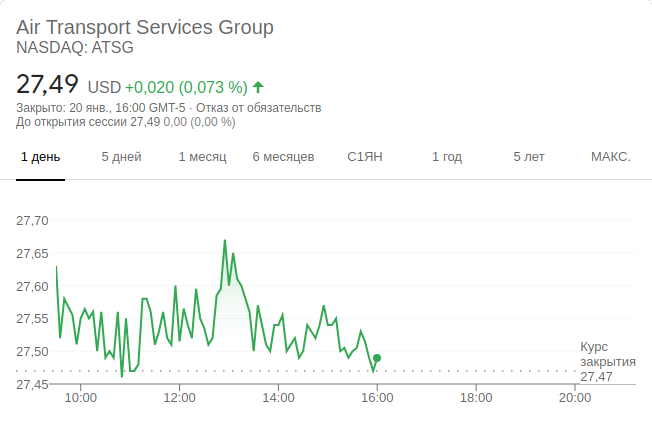 Air Transport Services Group
NASDAQ: ATSG
27,49 USD +0,020 (0,073 %)
Закрыто: 20 янв., 16:00 GMT-5 · Отказ от обязательств
До открытия сессии 27,49 0,00 (0,00 %)
1 день 5 дней 1 месяц 6 месяцев С1ЯН 1 год 5 лет МАКС.
27,70
27,65
27,60
27,55
27,50
27,45
Курс
закрытия
27,47
10:00 12:00 14:00 16:00 18:00 20:00